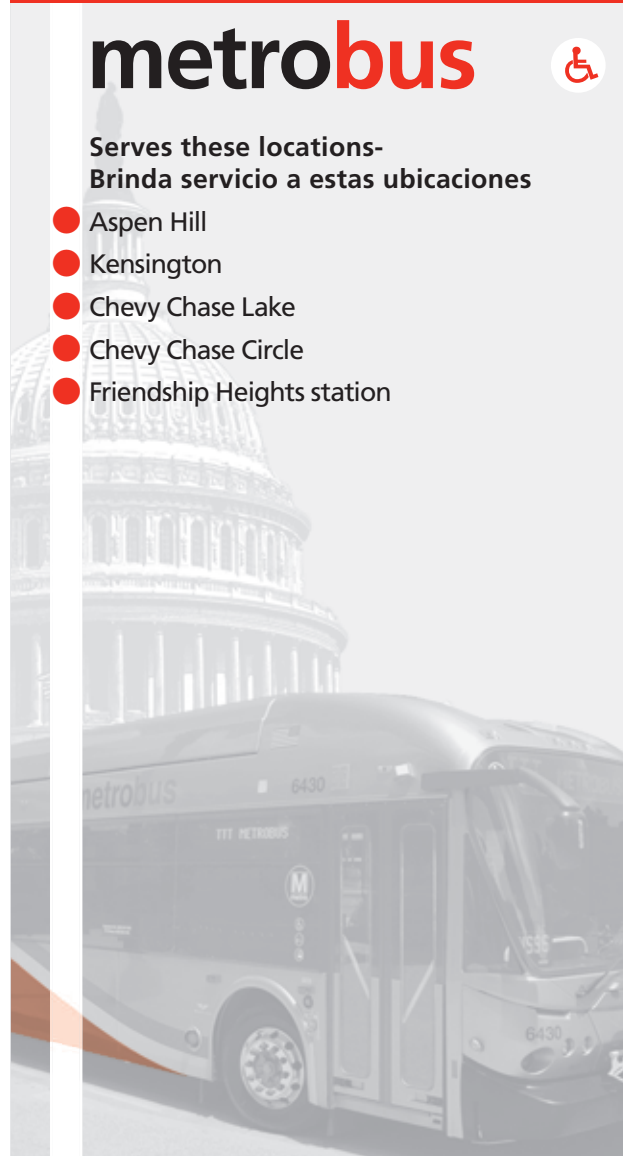 metrobus
Serves these locations-
Brinda servicio a estas ubicaciones
Aspen Hill
Kensington
Chevy Chase Lake
Chevy Chase Circle
Friendship Heights station
metrobus
6430
TTT METROBUS
M
6430